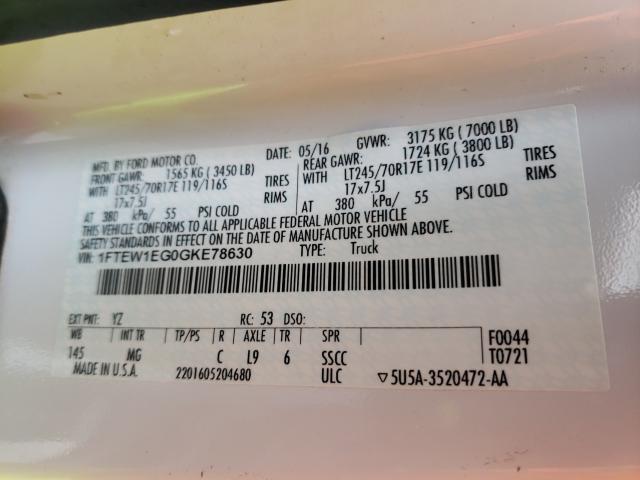 MFD. BY FORD MOTOR CO. 05/16 GVWR: 3175 KG ( 7000 LB)
FRONT GAWR: 1565 KG ( 3450 LB) REAR GAWR: 1724 KG ( 3800 LB)
WITH LT245/70R17E 119/116S TIRES WITH LT245/70R17E 119/116S TIRES
17x7.5J RIMS 17x7.5J RIMS
AT 380 kPa/ 55 PSI COLD AT 380 kPa/ 55 PSI COLD
THIS VEHICLE CONFORMS TO ALL APPLICABLE FEDERAL MOTOR VEHICLE
SAFETY STANDARDS IN EFFECT ON THE DATE OF MANUFACTURE SHOWN ABOVE.
VIN: 1FTEW1EG0GKE78630 TYPE: Truck
EXT PNT: YZ RC: 53 DSO:
WB INT TR TP/PS R AXLE TR SPR F0044
145 MG C L9 6 SSCC T0721
MADE IN U.S.A. 2201605204680 ULC ▽5U5A-3520472-AA